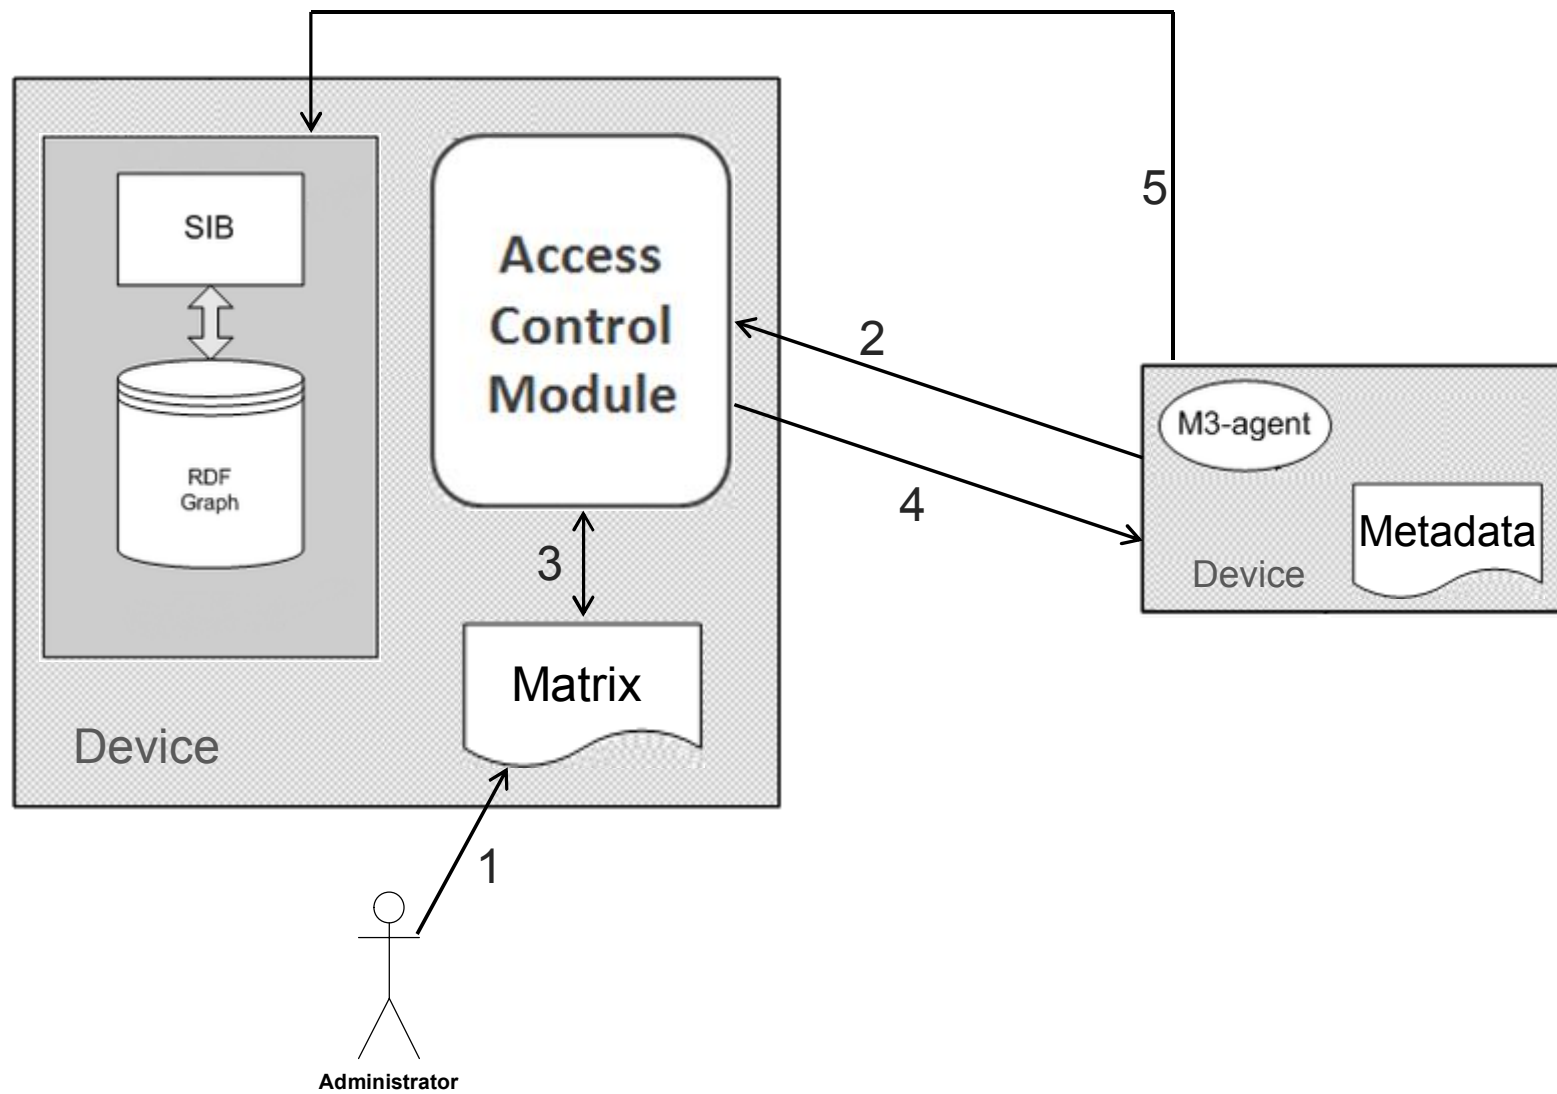 5
SIB
Access
Control
Module
2
M3-agent
RDF
Graph
4
Metadata
3
Device
Matrix
Device
1
Administrator